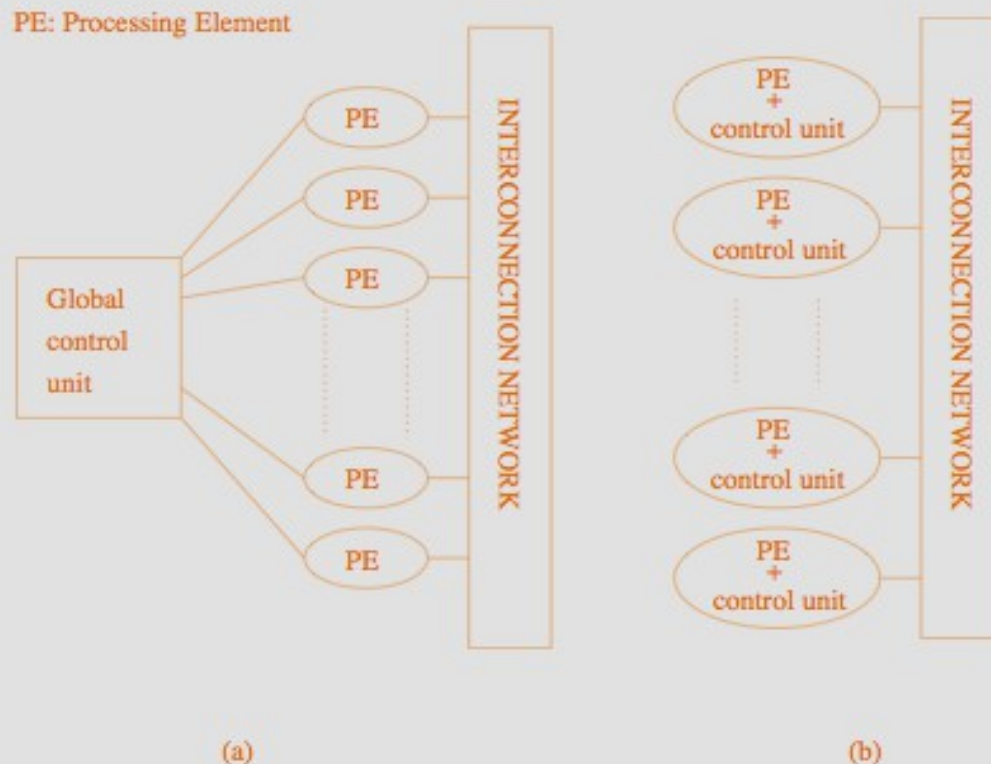 PE: Processing Element
PE
PE
PE
PE
PE
Global
control
unit
INTERCONNECTION NETWORK
(a)
PE
+
control unit
PE
+
control unit
PE
+
control unit
PE
+
control unit
INTERCONNECTION NETWORK
(b)